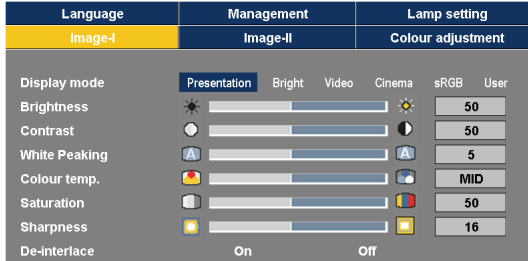 Language Management Lamp setting
Image-I Image-II Colour adjustment
Display mode Presentation Bright Video Cinema sRGB User
Brightness 50
Contrast 50
White Peaking A A 5
Colour temp. MID
Saturation 50
Sharpness 16
De-interlace On Off